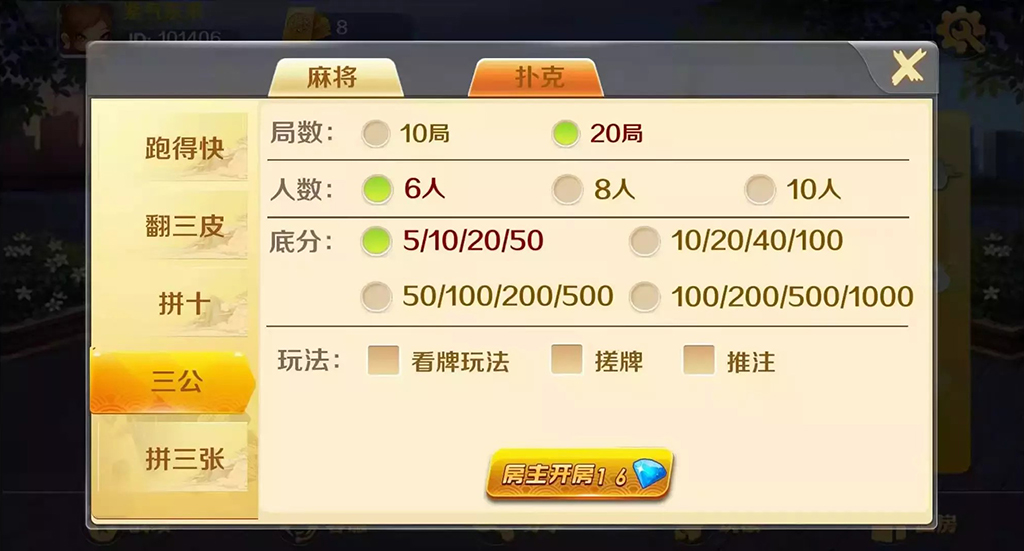 ID: 101406
8
麻将
扑克
跑得快
翻三皮
拼十
三公
拼三张
局数： 10局 20局
人数： 6人 8人 10人
底分： 5/10/20/50 10/20/40/100
50/100/200/500 100/200/500/1000
玩法： 看牌玩法 搓牌 推注
房主开房16